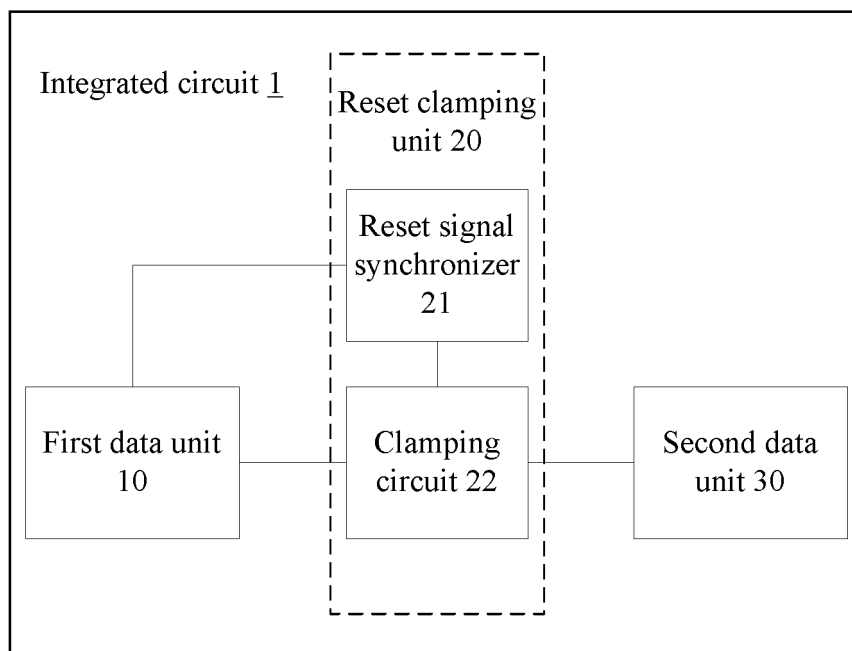 Integrated circuit 1
Reset clamping
unit 20
Reset signal
synchronizer
21
First data unit
10
Clamping
circuit 22
Second data
unit 30